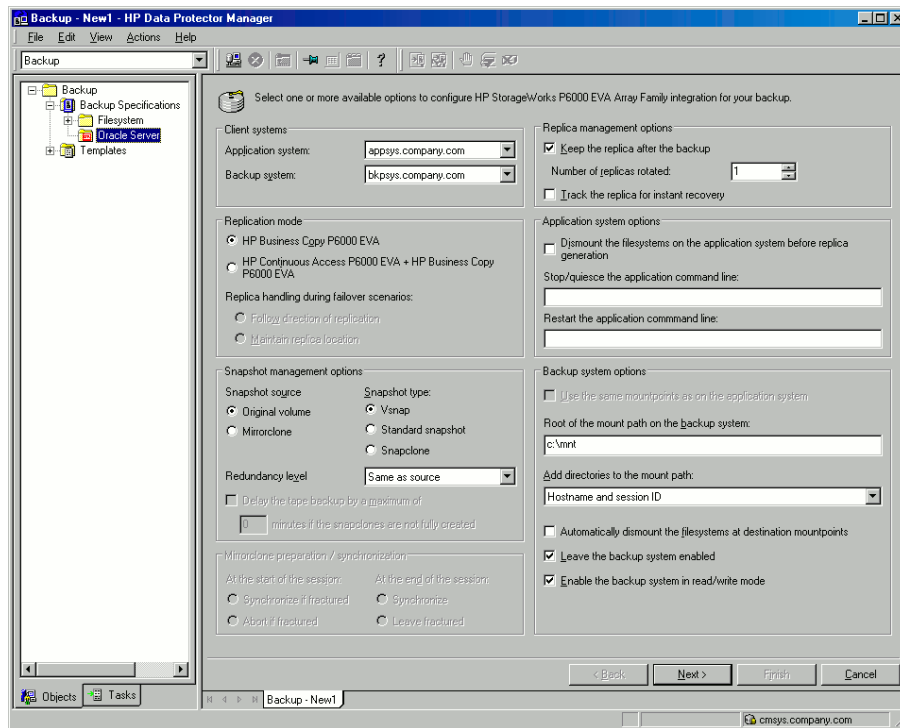 Backup - New1 - HP Data Protector Manager
File Edit View Actions Help
Backup
Backup
Backup Specifications
Filesystem
Oracle Server
Templates
Select one or more available options to configure HP StorageWorks P6000 EVA Array Family integration for your backup.
Client systems
Application system: appsys.company.com
Backup system: bkpsys.company.com
Replica management options
Keep the replica after the backup
Number of replicas rotated: 1
Track the replica for instant recovery
Replication mode
HP Business Copy P6000 EVA
HP Continuous Access P6000 EVA + HP Business Copy
P6000 EVA
Replica handling during failover scenarios:
Follow direction of replication
Maintain replica location
Application system options
Dismount the filesystems on the application system before replica
generation
Stop/quiesce the application command line:
Restart the application commmand line:
Snapshot management options
Snapshot source
Original volume
Mirrorclone
Snapshot type:
Vsnap
Standard snapshot
Snapclone
Redundancy level Same as source
Delay the tape backup by a maximum of
0 minutes if the snapclones are not fully created
Mirrorclone preparation / synchronization
At the start of the session:
Synchronize if fractured
Abort if fractured
At the end of the session:
Synchronize
Leave fractured
Backup system options
Use the same mountpoints as on the application system
Root of the mount path on the backup system:
c:\mnt
Add directories to the mount path:
Hostname and session ID
Automatically dismount the filesystems at destination mountpoints
Leave the backup system enabled
Enable the backup system in read/write mode
< Back Next > Finish Cancel
Objects Tasks
Backup - New1
cmsys.company.com